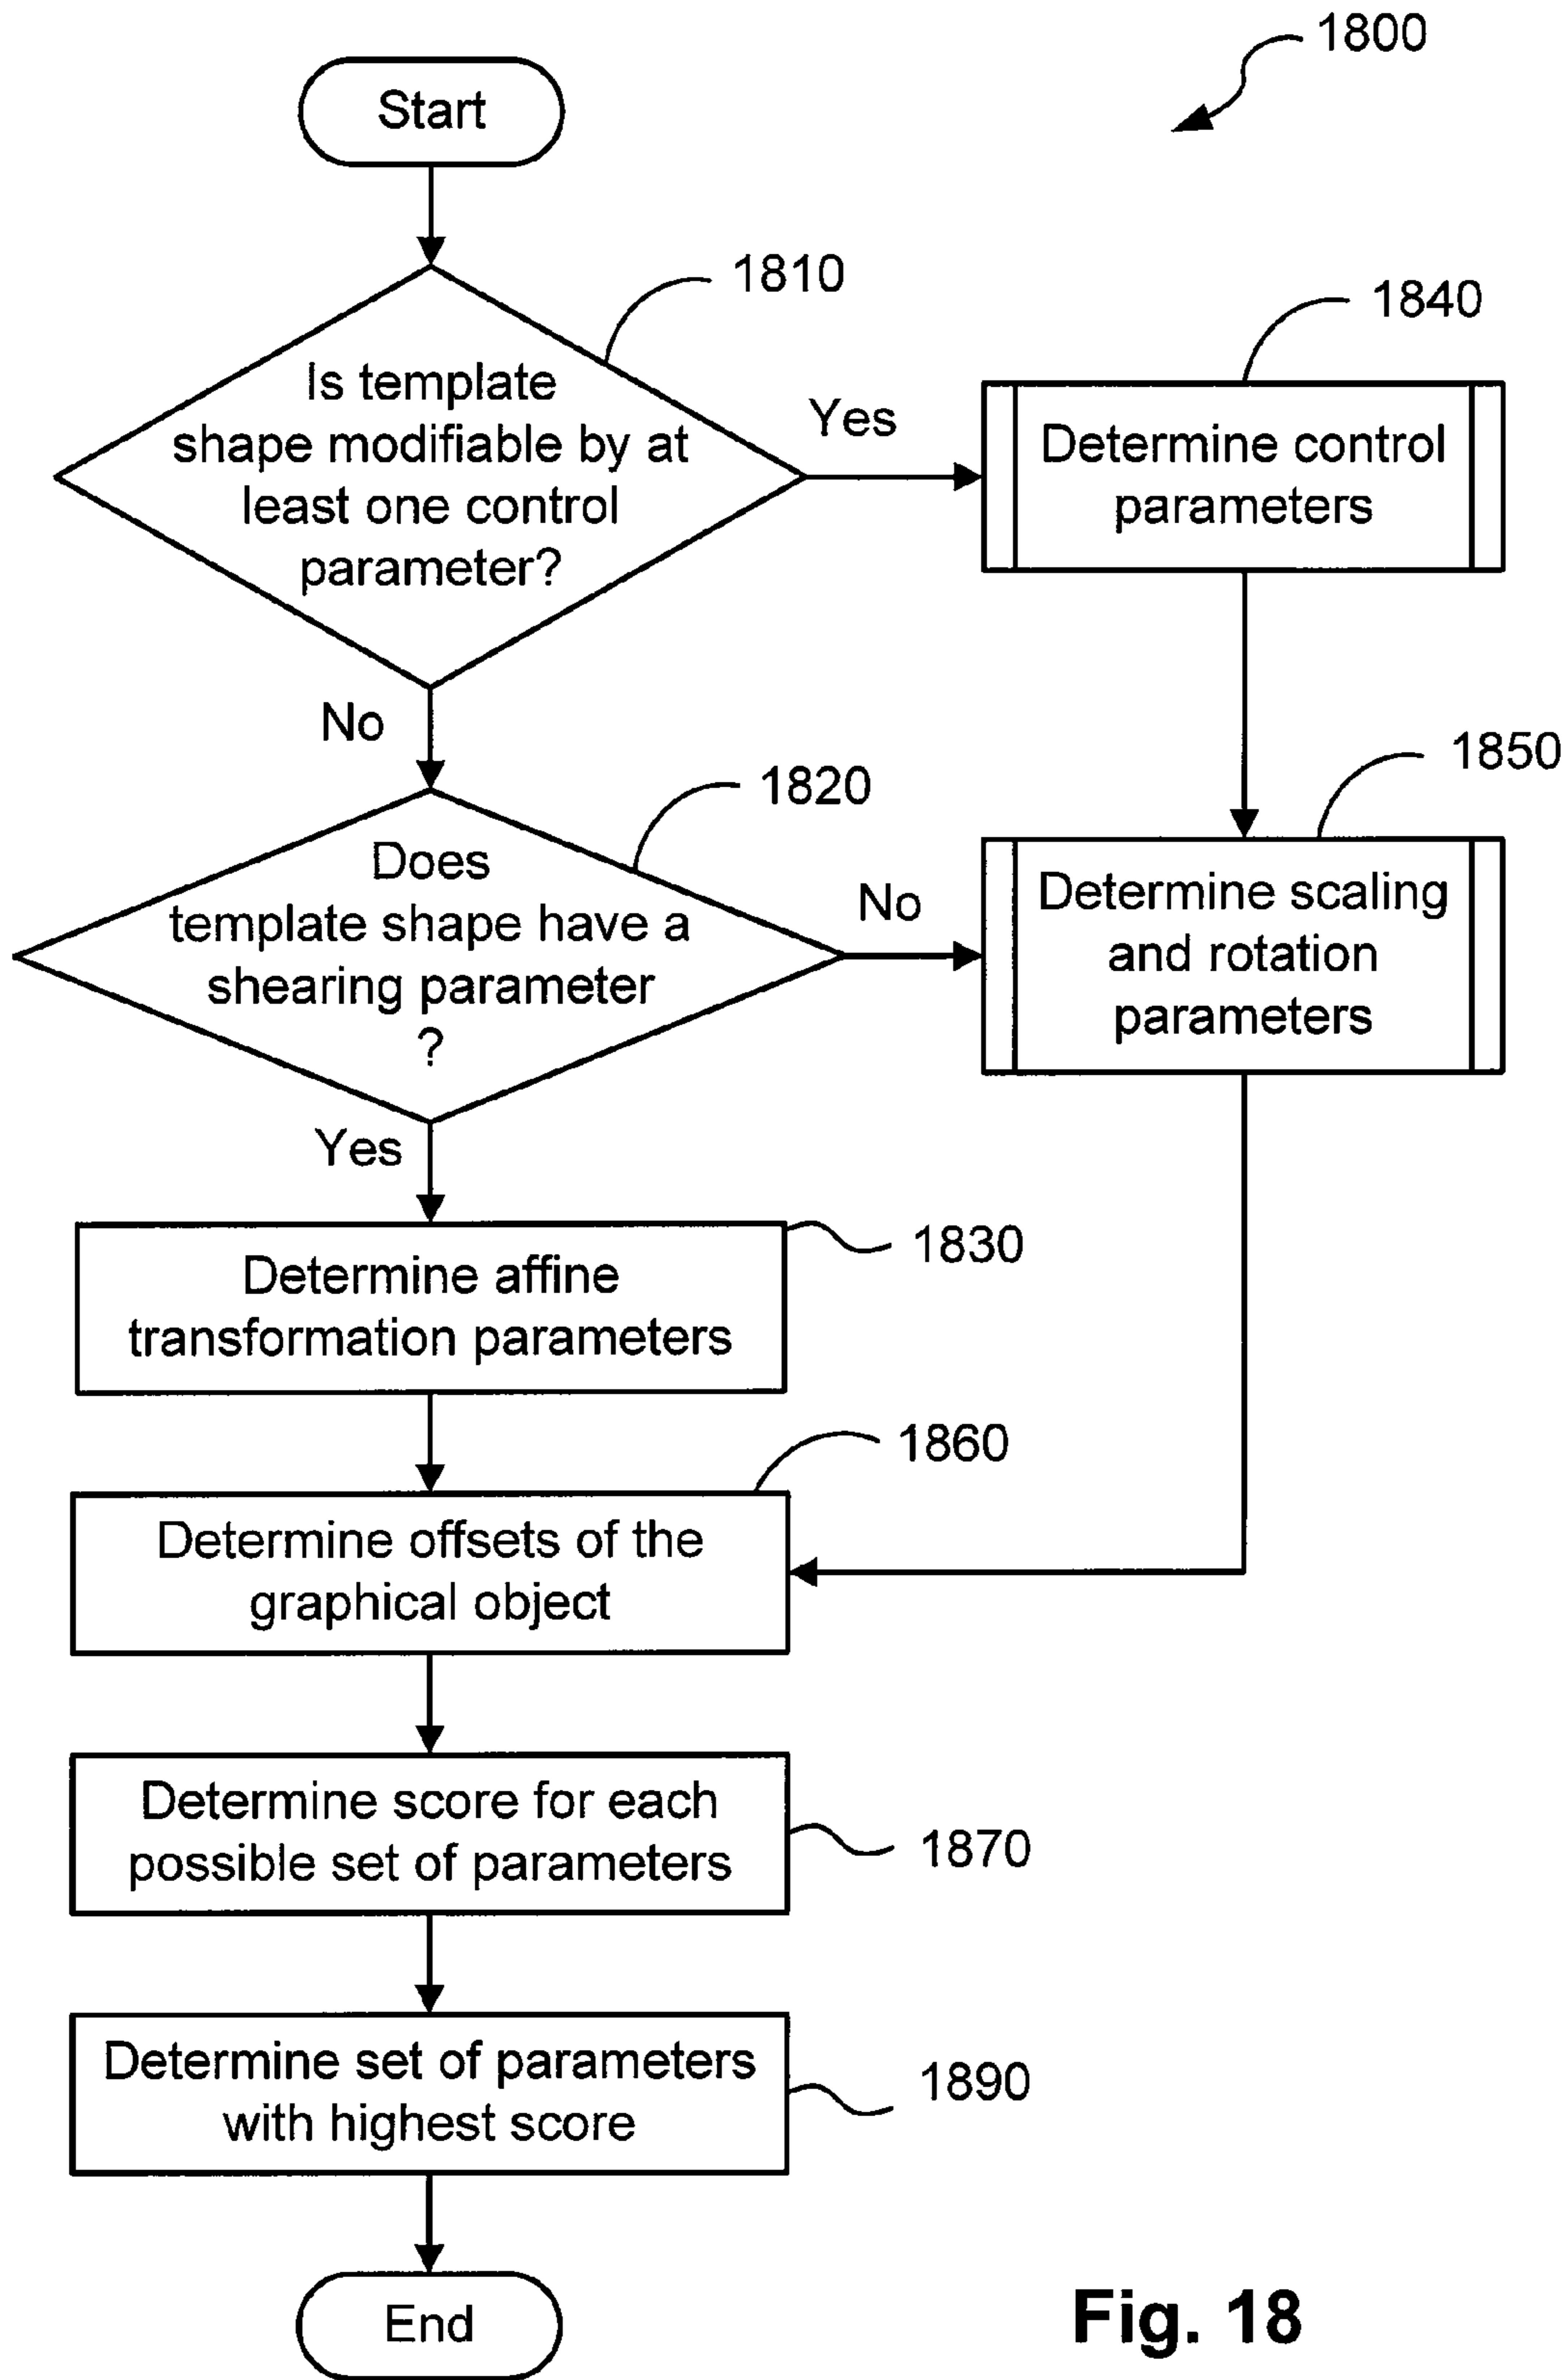 1800
Start
1810
Is template
shape modifiable by at
least one control
parameter?
Yes
1840
Determine control
parameters
No
1820
Does
template shape have a
shearing parameter
?
No
1850
Determine scaling
and rotation
parameters
Yes
1830
Determine affine
transformation parameters
1860
Determine offsets of the
graphical object
Determine score for each
possible set of parameters
1870
Determine set of parameters
with highest score
1890
End
Fig. 18